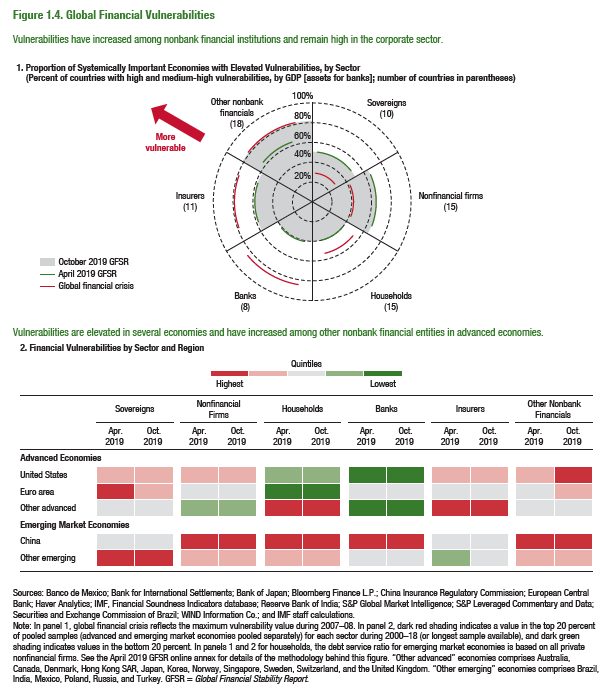 Figure 1.4. Global Financial Vulnerabilities
Vulnerabilities have increased among nonbank financial institutions and remain high in the corporate sector.
1. Proportion of Systemically Important Economies with Elevated Vulnerabilities, by Sector
(Percent of countries with high and medium-high vulnerabilities, by GDP [assets for banks]; number of countries in parentheses)
100%
80%
60%
40%
20%
Other nonbank
financials
(18)
Sovereigns
(10)
More
vulnerable
Insurers
(11)
Nonfinancial firms
(15)
October 2019 GFSR
April 2019 GFSR
Global financial crisis
Banks
(8)
Households
(15)
Vulnerabilities are elevated in several economies and have increased among other nonbank financial entities in advanced economies.
2. Financial Vulnerabilities by Sector and Region
Quintiles
Highest Lowest
Sovereigns Nonfinancial Firms Households Banks Insurers Other Nonbank Financials
Apr. 2019 Oct. 2019 Apr. 2019 Oct. 2019 Apr. 2019 Oct. 2019 Apr. 2019 Oct. 2019 Apr. 2019 Oct. 2019 Apr. 2019 Oct. 2019
Advanced Economies
United States
Euro area
Other advanced
Emerging Market Economies
China
Other emerging
Sources: Banco de Mexico; Bank for International Settlements; Bank of Japan; Bloomberg Finance L.P.; China Insurance Regulatory Commission; European Central
Bank; Haver Analytics; IMF, Financial Soundness Indicators database; Reserve Bank of India; S&P Global Market Intelligence; S&P Leveraged Commentary and Data;
Securities and Exchange Commission of Brazil; WIND Information Co.; and IMF staff calculations.
Note: In panel 1, global financial crisis reflects the maximum vulnerability value during 2007–08. In panel 2, dark red shading indicates a value in the top 20 percent
of pooled samples (advanced and emerging market economies pooled separately) for each sector during 2000–18 (or longest sample available), and dark green
shading indicates values in the bottom 20 percent. In panels 1 and 2 for households, the debt service ratio for emerging market economies is based on all private
nonfinancial firms. See the April 2019 GFSR online annex for details of the methodology behind this figure. “Other advanced” economies comprises Australia,
Canada, Denmark, Hong Kong SAR, Japan, Korea, Norway, Singapore, Sweden, Switzerland, and the United Kingdom. “Other emerging” economies comprises Brazil,
India, Mexico, Poland, Russia, and Turkey. GFSR = Global Financial Stability Report.